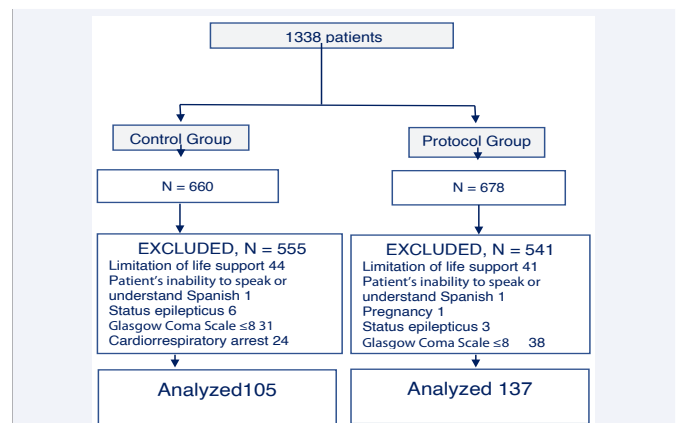 1338 patients
Control Group
Protocol Group
N = 660
N = 678
EXCLUDED, N = 555
Limitation of life support 44
Patient's inability to speak or
understand Spanish 1
Status epilepticus 6
Glasgow Coma Scale ≤8 31
Cardiorrespiratory arrest 24
EXCLUDED, N = 541
Limitation of life support 41
Patient's inability to speak or
understand Spanish 1
Pregnancy 1
Status epilepticus 3
Glasgow Coma Scale ≤8 38
Analyzed105
Analyzed 137